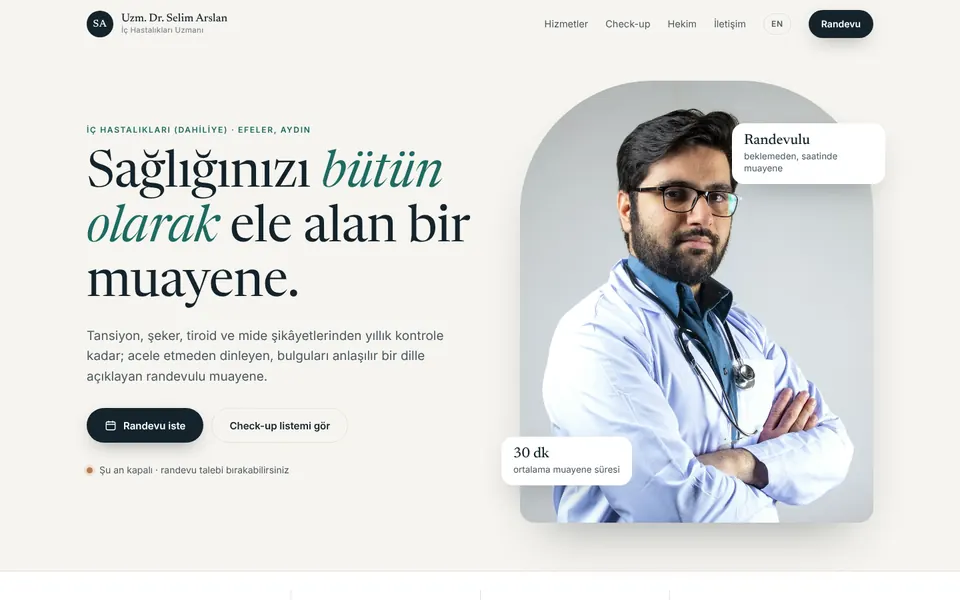 SA
Uzm. Dr. Selim Arslan
İç Hastalıkları Uzmanı
Hizmetler
Check-up
Hekim
İletişim
EN
Randevu
İÇ HASTALIKLARI (DAHİLİYE) · EFELER, AYDIN
Sağlığınızı bütün
olarak ele alan bir
muayene.
Tansiyon, şeker, tiroid ve mide şikâyetlerinden yıllık kontrole
kadar; acele etmeden dinleyen, bulguları anlaşılır bir dille
açıklayan randevulu muayene.
Randevu iste
Check-up listemi gör
Şu an kapalı · randevu talebi bırakabilirsiniz
Randevulu
beklemeden, saatinde
muayene
30 dk
ortalama muayene süresi